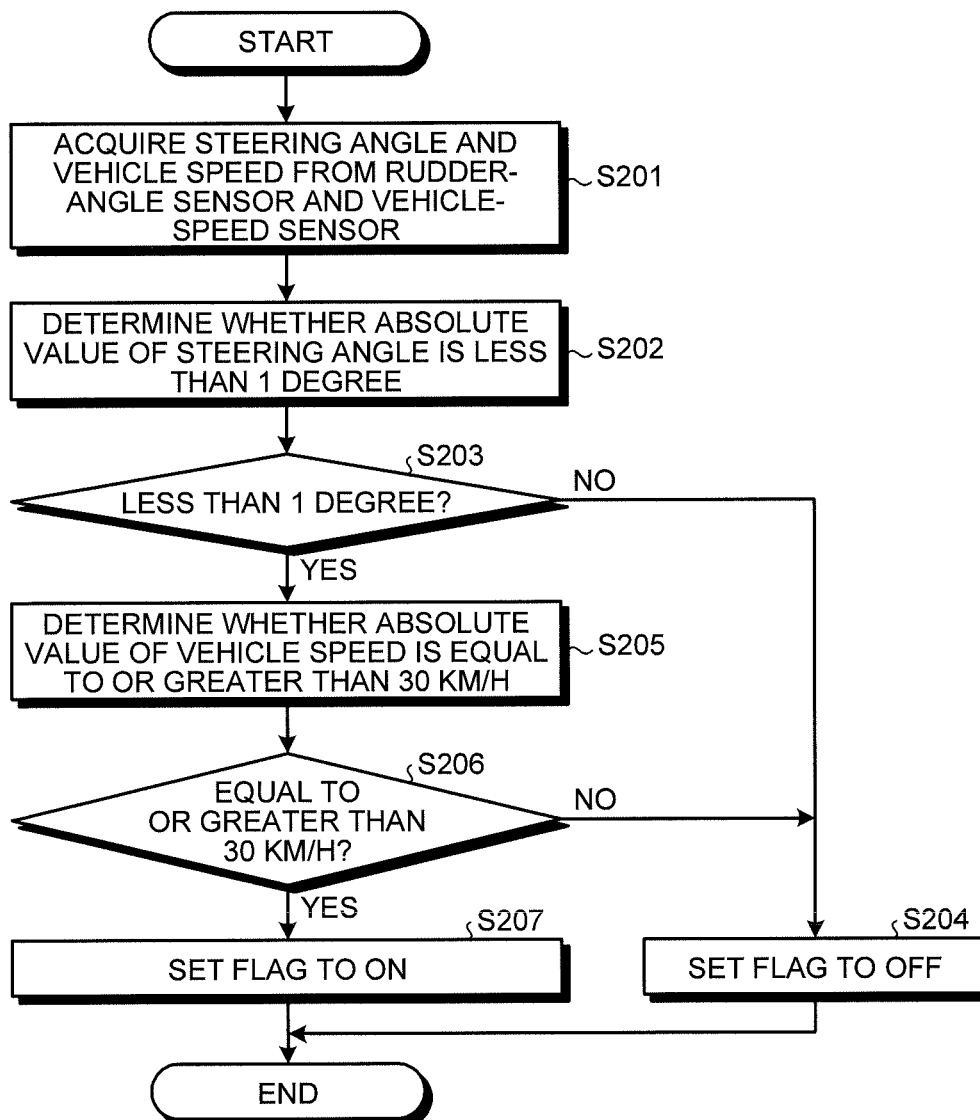 START
ACQUIRE STEERING ANGLE AND
VEHICLE SPEED FROM RUDDER-
ANGLE SENSOR AND VEHICLE-
SPEED SENSOR
S201
DETERMINE WHETHER ABSOLUTE
VALUE OF STEERING ANGLE IS LESS
THAN 1 DEGREE
S202
S203
LESS THAN 1 DEGREE?
NO
YES
DETERMINE WHETHER ABSOLUTE
VALUE OF VEHICLE SPEED IS EQUAL
TO OR GREATER THAN 30 KM/H
S205
S206
EQUAL TO
OR GREATER THAN
30 KM/H?
NO
YES
S207
SET FLAG TO ON
S204
SET FLAG TO OFF
END